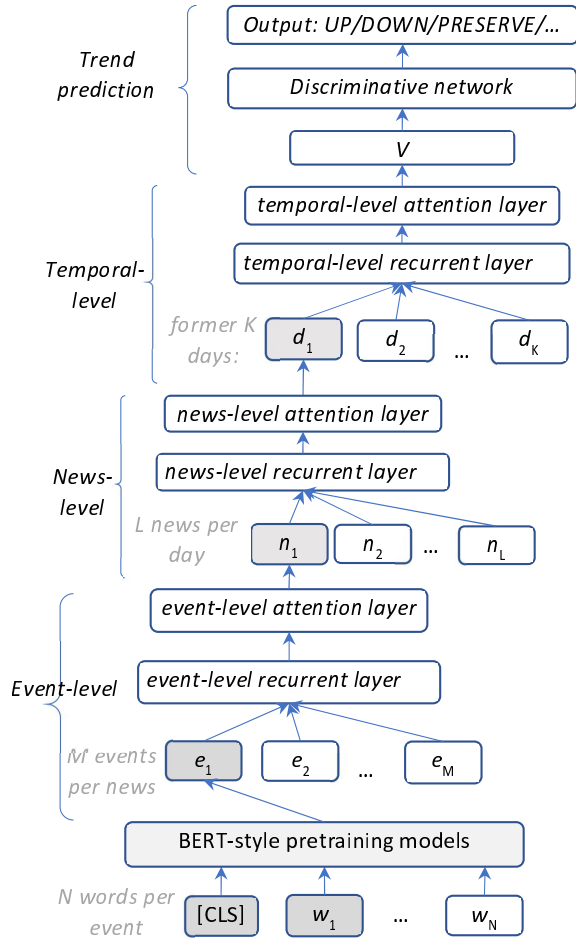 Output: UP/DOWN/PRESERVE/...
Trend
prediction
Discriminative network
V
temporal-level attention layer
Temporal-
level
temporal-level recurrent layer
former K
days:
d1
d2
...
dK
news-level attention layer
News-
level
news-level recurrent layer
L news per
day
n1
n2
...
nL
event-level attention layer
Event-level
event-level recurrent layer
M events
per news
e1
e2
...
eM
BERT-style pretraining models
N words per
event
[CLS]
w1
...
wN